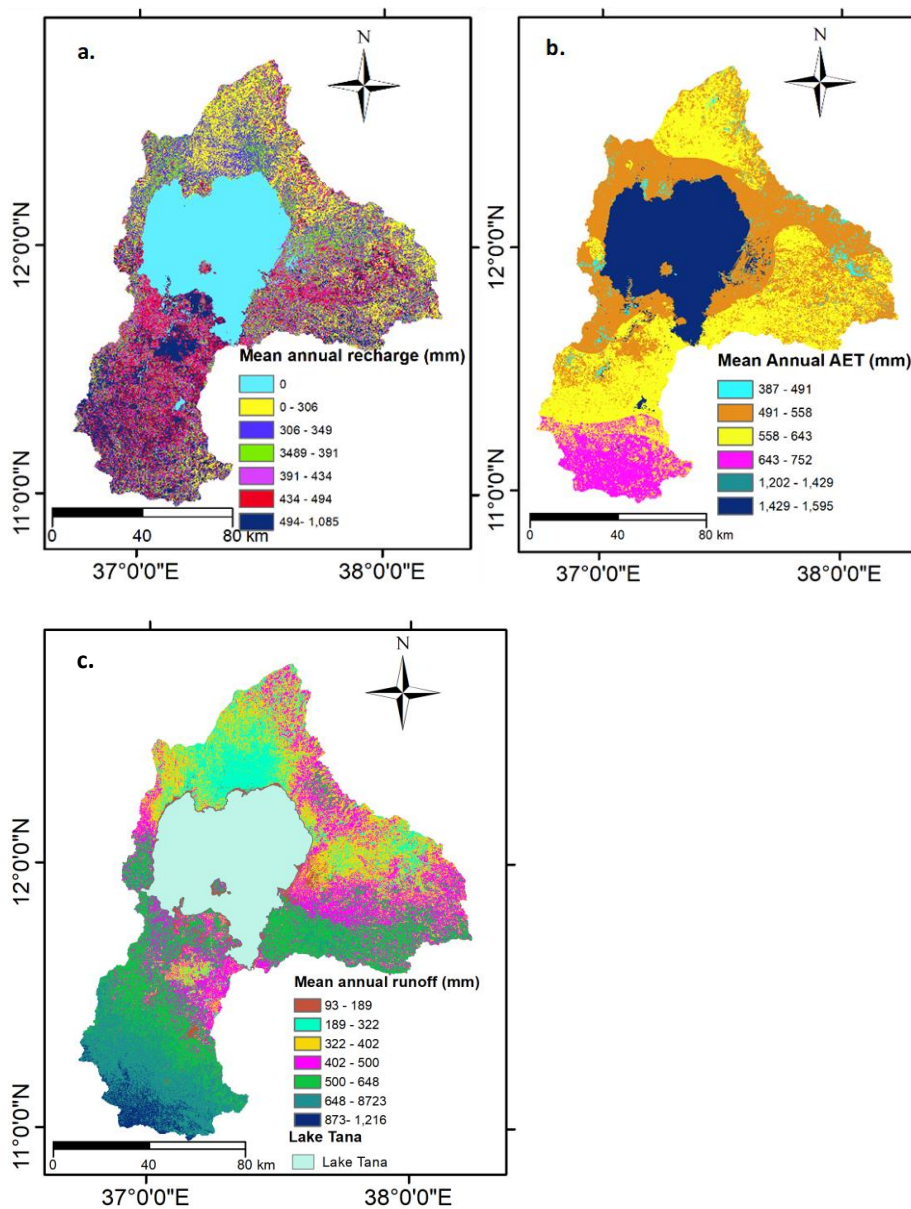 a.
N
12°0'0"N
11°0'0"N
Mean annual recharge (mm)
0
0 - 306
306 - 349
3489 - 391
391 - 434
434 - 494
494- 1,085
0 40 80 km
37°0'0"E 38°0'0"E
b.
N
12°0'0"N
11°0'0"N
Mean Annual AET (mm)
387 - 491
491 - 558
558 - 643
643 - 752
1,202 - 1,429
1,429 - 1,595
0 40 80 km
37°0'0"E 38°0'0"E
c.
N
12°0'0"N
11°0'0"N
Mean annual runoff (mm)
93 - 189
189 - 322
322 - 402
402 - 500
500 - 648
648 - 8723
873- 1,216
Lake Tana
Lake Tana
0 40 80 km
37°0'0"E 38°0'0"E